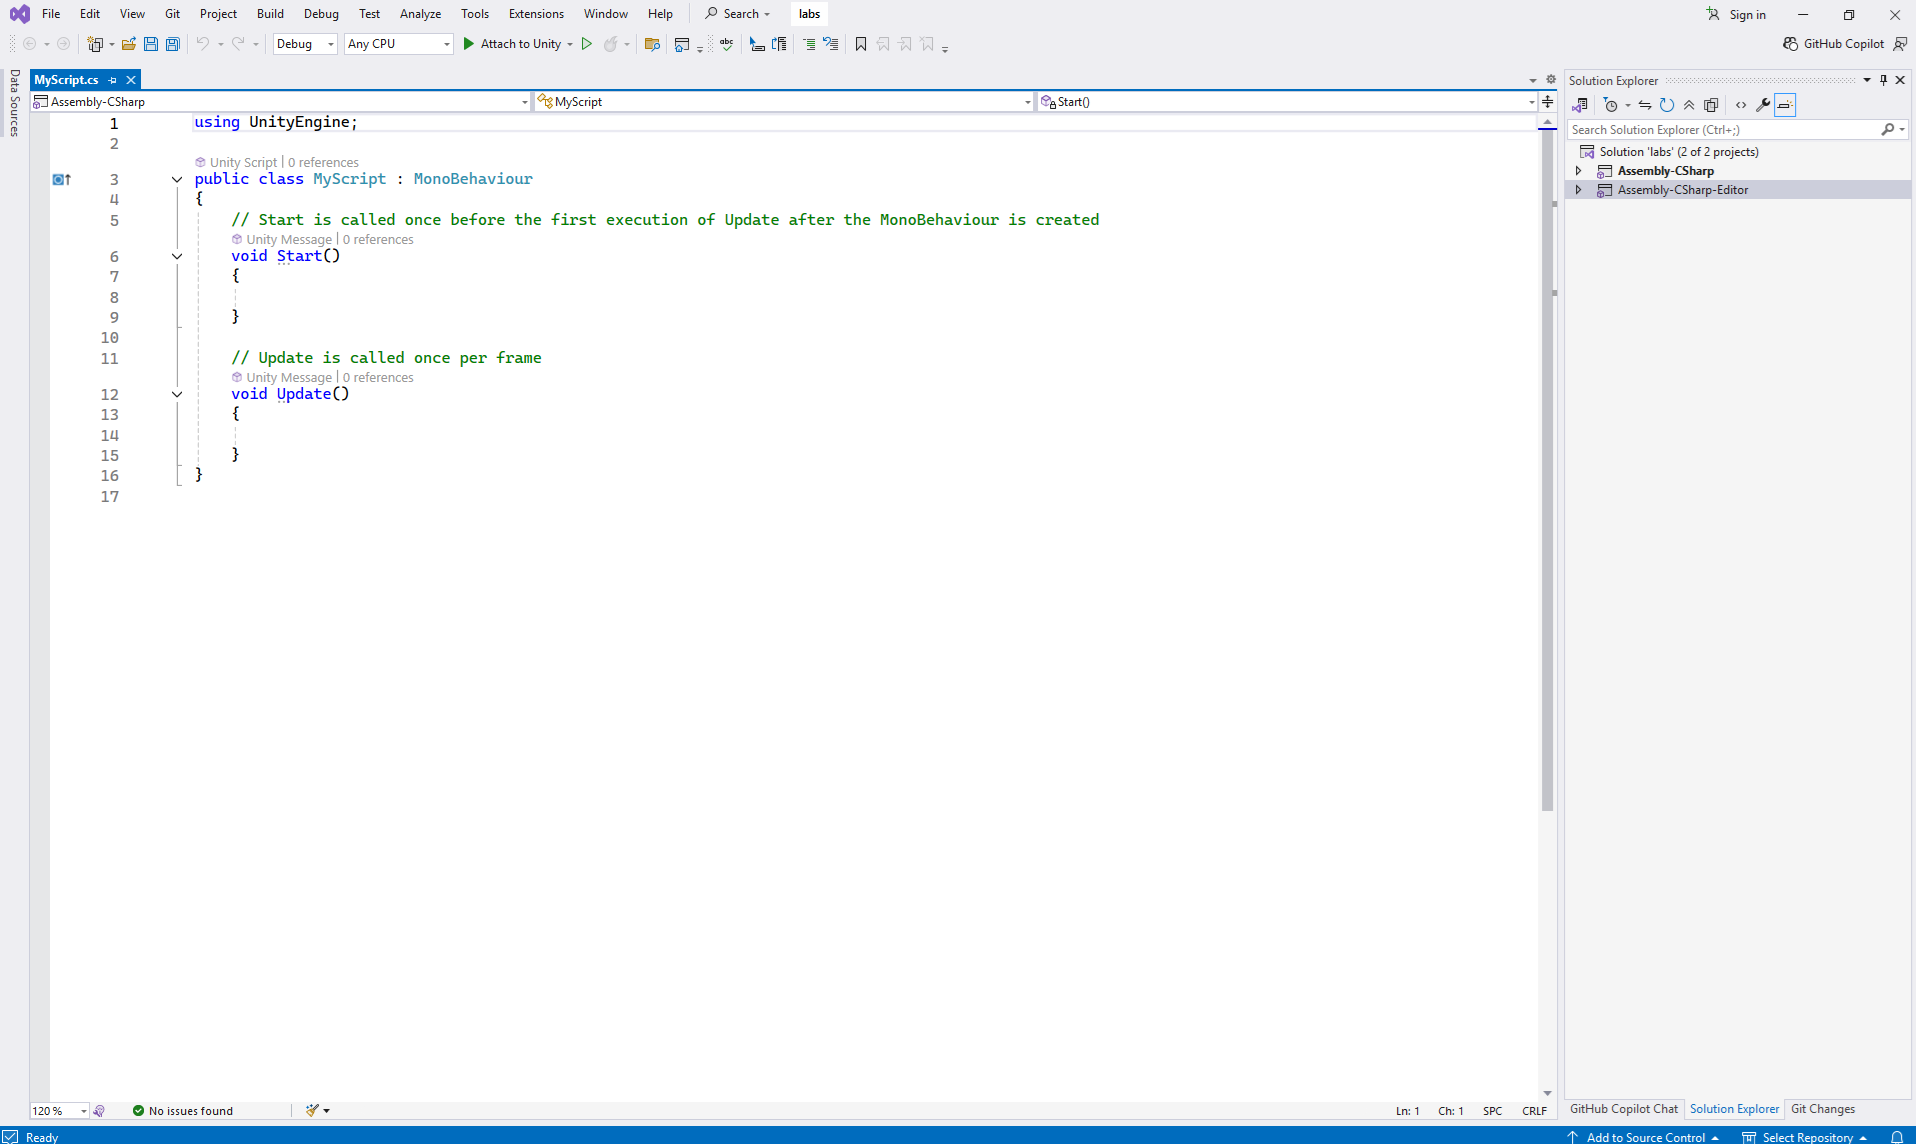 File Edit View Git Project Build Debug Test Analyze Tools Extensions Window Help Search labs Sign in
Debug Any CPU Attach to Unity abc GitHub Copilot
Data Sources
MyScript.cs
Assembly-CSharp MyScript Start()
1 using UnityEngine;
2
Unity Script | 0 references
3 public class MyScript : MonoBehaviour
4 {
5 // Start is called once before the first execution of Update after the MonoBehaviour is created
Unity Message | 0 references
6 void Start()
7 {
8
9 }
10
11 // Update is called once per frame
Unity Message | 0 references
12 void Update()
13 {
14
15 }
16 }
17
120 % No issues found Ln: 1 Ch: 1 SPC CRLF
Solution Explorer
Search Solution Explorer (Ctrl+;)
Solution 'labs' (2 of 2 projects)
Assembly-CSharp
Assembly-CSharp-Editor
GitHub Copilot Chat Solution Explorer Git Changes
Ready Add to Source Control Select Repository